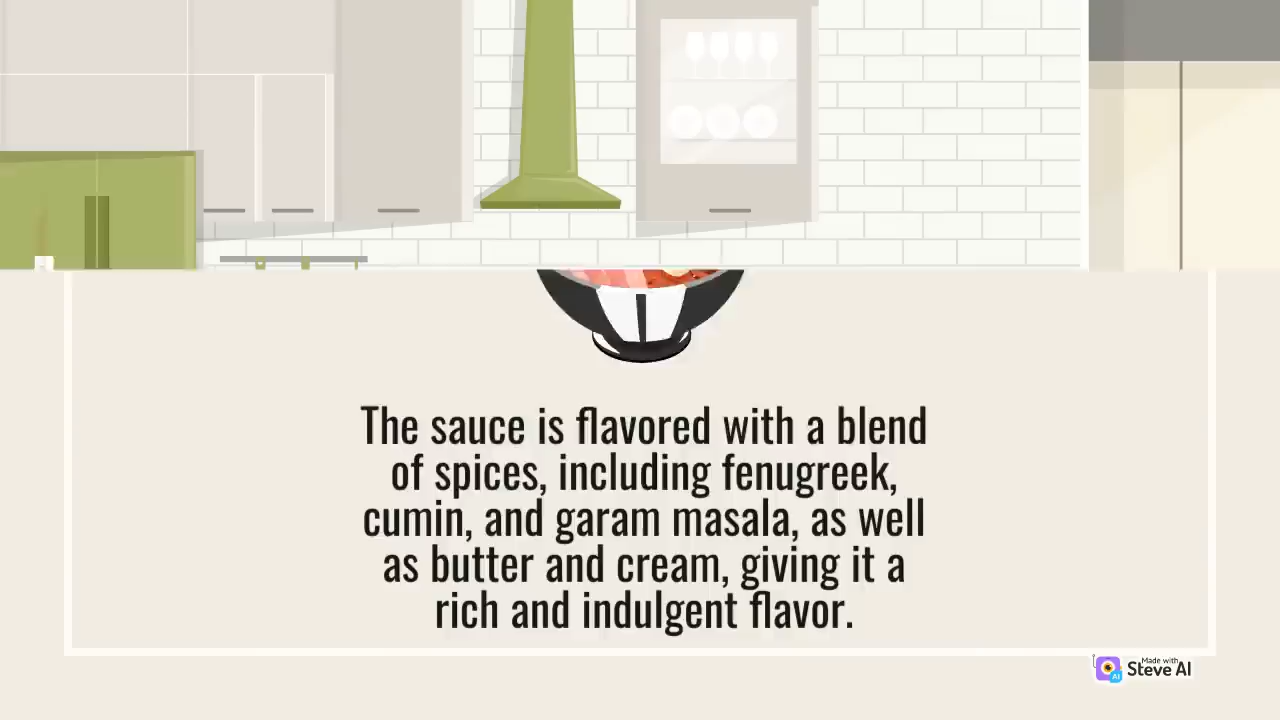 The sauce is flavored with a blend
of spices, including fenugreek,
cumin, and garam masala, as well
as butter and cream, giving it a
rich and indulgent flavor.
Made with
Steve AI
AI